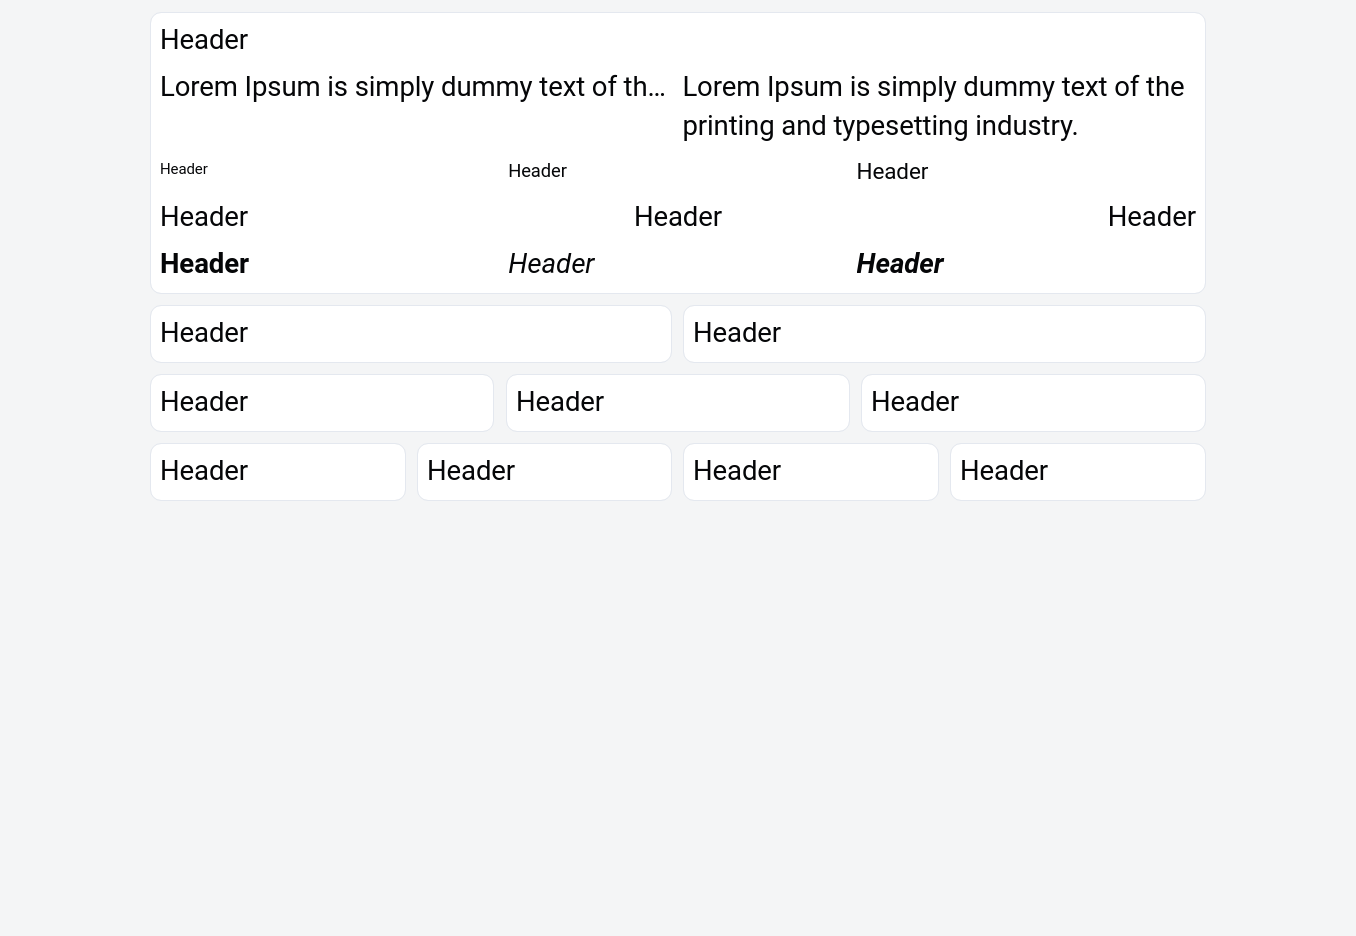 Header
Lorem Ipsum is simply dummy text of th…
Lorem Ipsum is simply dummy text of the
printing and typesetting industry.
Header Header Header
Header Header Header
Header Header Header
Header Header
Header Header Header
Header Header Header Header